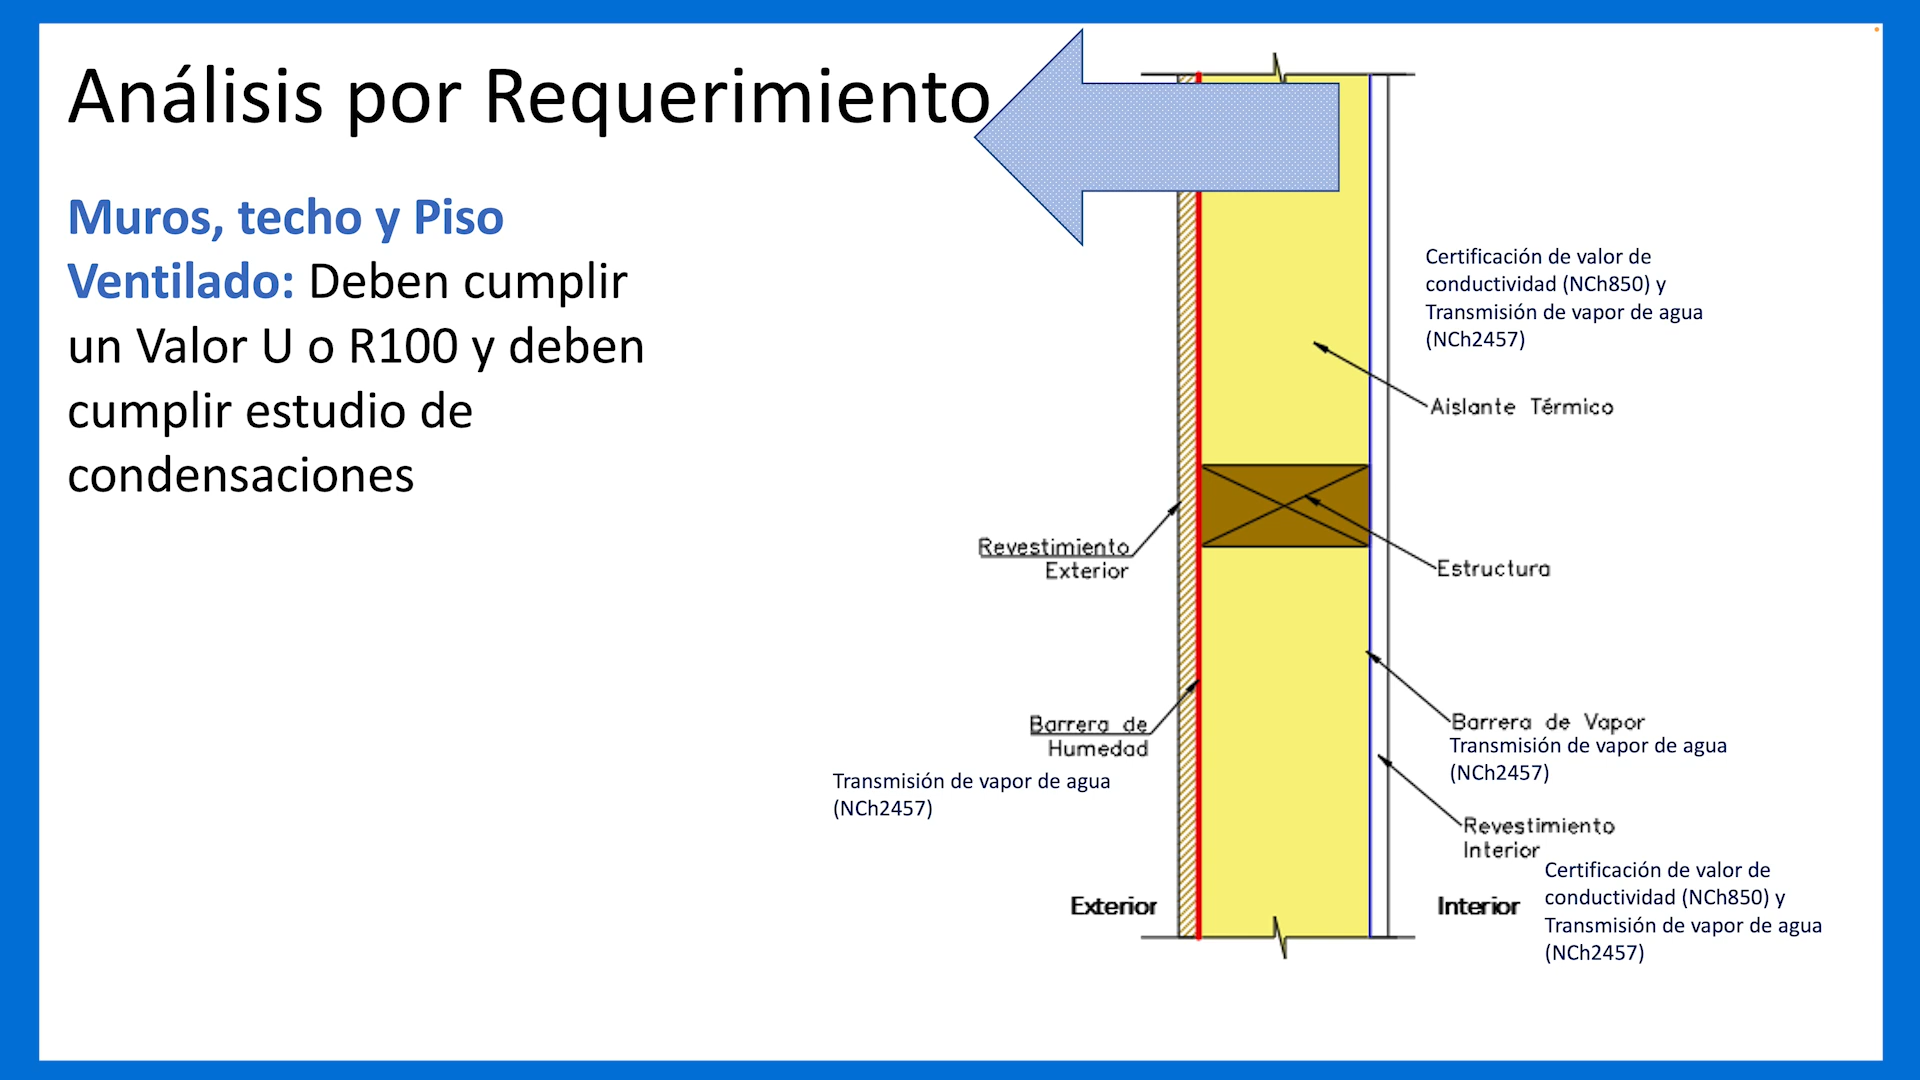 Análisis por Requerimiento
Muros, techo y Piso
Ventilado: Deben cumplir
un Valor U o R100 y deben
cumplir estudio de
condensaciones
Certificación de valor de
conductividad (NCh850) y
Transmisión de vapor de agua
(NCh2457)
Aislante Térmico
Revestimiento
Exterior
Estructura
Barrera de
Humedad
Transmisión de vapor de agua
(NCh2457)
Barrera de Vapor
Transmisión de vapor de agua
(NCh2457)
Revestimiento
Interior
Certificación de valor de
conductividad (NCh850) y
Transmisión de vapor de agua
(NCh2457)
Exterior
Interior